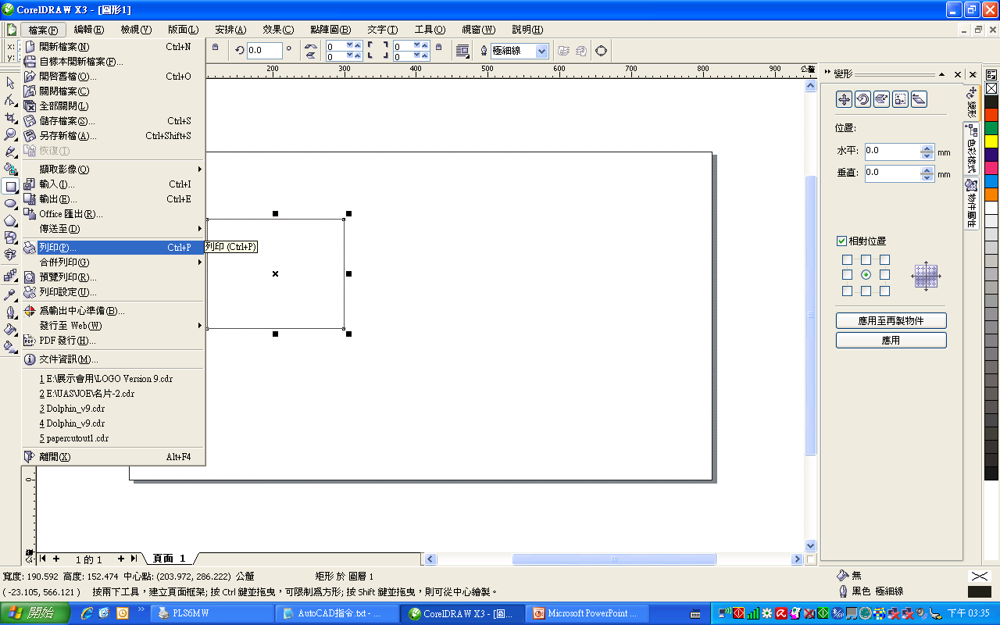 CorelDRAW X3 - [圖形1]
檔案(F) 編輯(E) 檢視(V) 版面(L) 安排(A) 效果(C) 點陣圖(B) 文字(T) 工具(O) 視窗(W) 說明(H)
x:
y:
0.0 °
0 0
0 0
極細線
200 300 400 500 600 700 800 900 公釐
開新檔案(N) Ctrl+N
自樣本開新檔案(F)...
開啓舊檔(O)... Ctrl+O
關閉檔案(C)
全部關閉(L)
儲存檔案(S)... Ctrl+S
另存新檔(A)... Ctrl+Shift+S
恢復(T)
擷取影像(Q)
輸入(I)... Ctrl+I
輸出(E)... Ctrl+E
Office 匯出(R)...
傳送至(D)
列印(P)... Ctrl+P
列印 (Ctrl+P)
合併列印(G)
預覽列印(R)...
列印設定(U)...
爲輸出中心準備(B)...
發行至 Web(W)
PDF 發行(H)...
文件資訊(M)...
1 E:\展示會用\LOGO Version 9.cdr
2 E:\UAS\JOE\名片-2.cdr
3 Dolphin_v9.cdr
4 Dolphin_v9.cdr
5 papercutout1.cdr
離開(X) Alt+F4
變形
位置:
水平: 0.0 mm
垂直: 0.0 mm
相對位置
應用至再製物件
應用
變形
色彩樣式
物件屬性
0
公釐
1 的 1
頁面 1
寬度: 190.592 高度: 152.474 中心點: (203.972, 286.222) 公釐 矩形 於 圖層 1
無
( -23.105, 566.121 ) 按兩下工具，建立頁面框架; 按 Ctrl 鍵並拖曳，可限制爲方形; 按 Shift 鍵並拖曳，則可從中心繪製。
黑色 極細線
開始 PLS6MW AutoCAD指令.txt - ... CorelDRAW X3 - [圖... Microsoft PowerPoint ... 下午 03:35